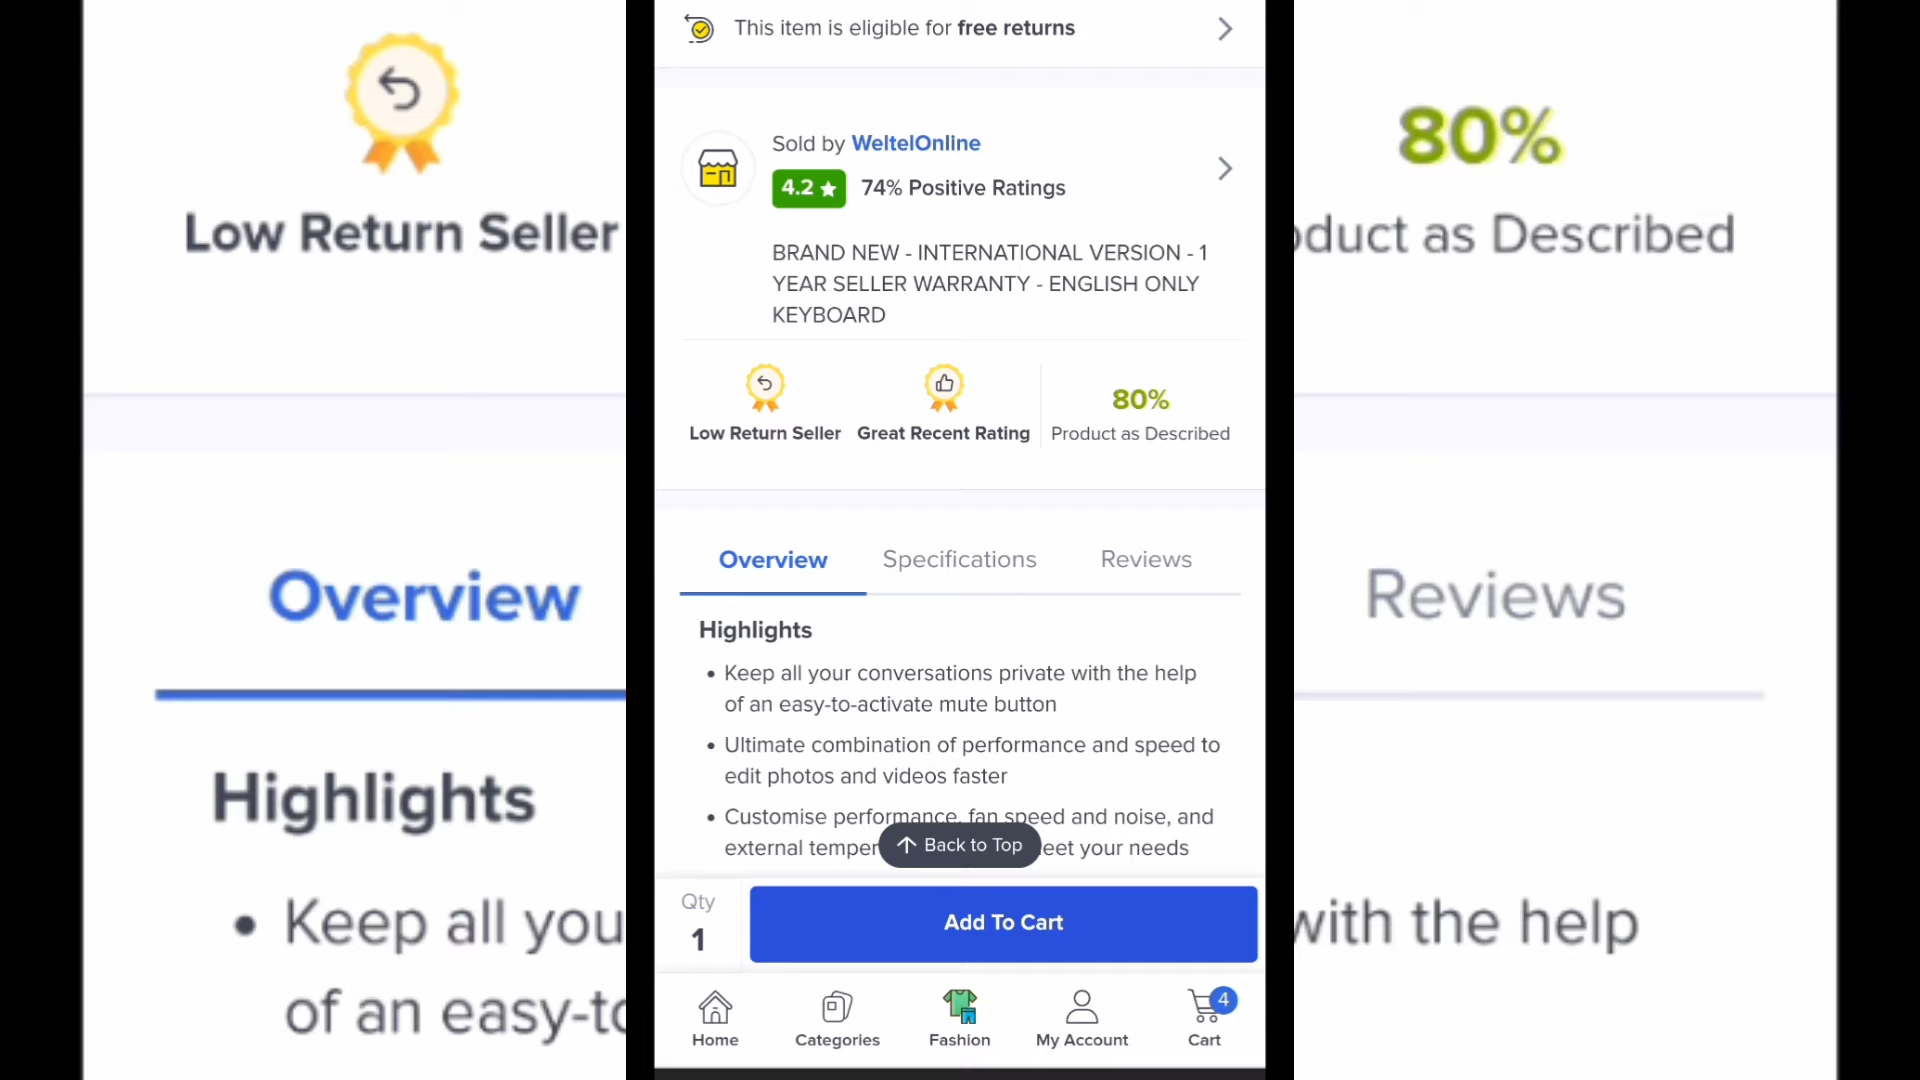 This item is eligible for free returns
Sold by WeltelOnline
4.2 ★ 74% Positive Ratings
BRAND NEW - INTERNATIONAL VERSION - 1
YEAR SELLER WARRANTY - ENGLISH ONLY
KEYBOARD
Low Return Seller
Great Recent Rating
80%
Product as Described
Overview
Specifications
Reviews
Highlights
• Keep all your conversations private with the help
of an easy-to-activate mute button
• Ultimate combination of performance and speed to
edit photos and videos faster
• Customise performance, fan speed and noise, and
external meet your needs
Back to Top
Qty
1
Add To Cart
Home
Categories
Fashion
My Account
4
Cart
Low Return Seller
80%
as Described
Overview
Reviews
Highlights
• Keep all
with the help
of an